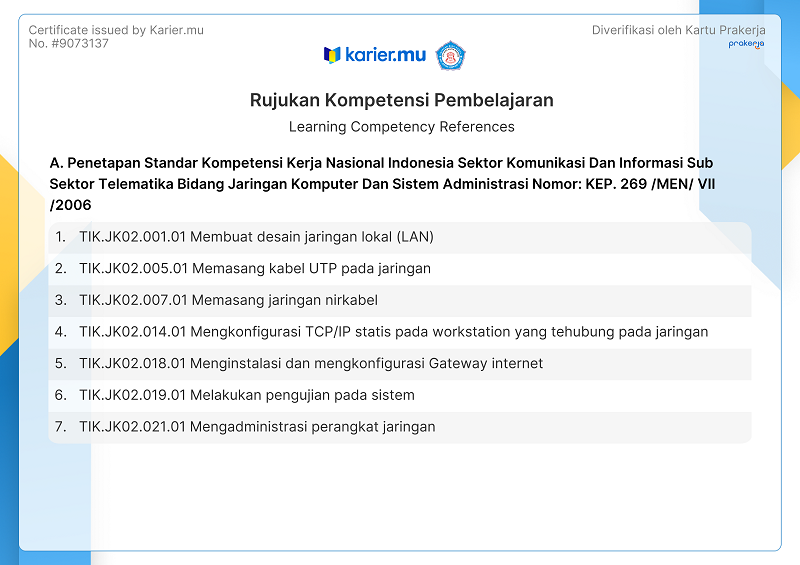 Certificate issued by Karier.mu
No. #9073137
Diverifikasi oleh Kartu Prakerja
prakerja
karier.mu
Rujukan Kompetensi Pembelajaran
Learning Competency References
A. Penetapan Standar Kompetensi Kerja Nasional Indonesia Sektor Komunikasi Dan Informasi Sub
Sektor Telematika Bidang Jaringan Komputer Dan Sistem Administrasi Nomor: KEP. 269 /MEN/ VII
/2006
1. TIK.JK02.001.01 Membuat desain jaringan lokal (LAN)
2. TIK.JK02.005.01 Memasang kabel UTP pada jaringan
3. TIK.JK02.007.01 Memasang jaringan nirkabel
4. TIK.JK02.014.01 Mengkonfigurasi TCP/IP statis pada workstation yang tehubung pada jaringan
5. TIK.JK02.018.01 Menginstalasi dan mengkonfigurasi Gateway internet
6. TIK.JK02.019.01 Melakukan pengujian pada sistem
7. TIK.JK02.021.01 Mengadministrasi perangkat jaringan